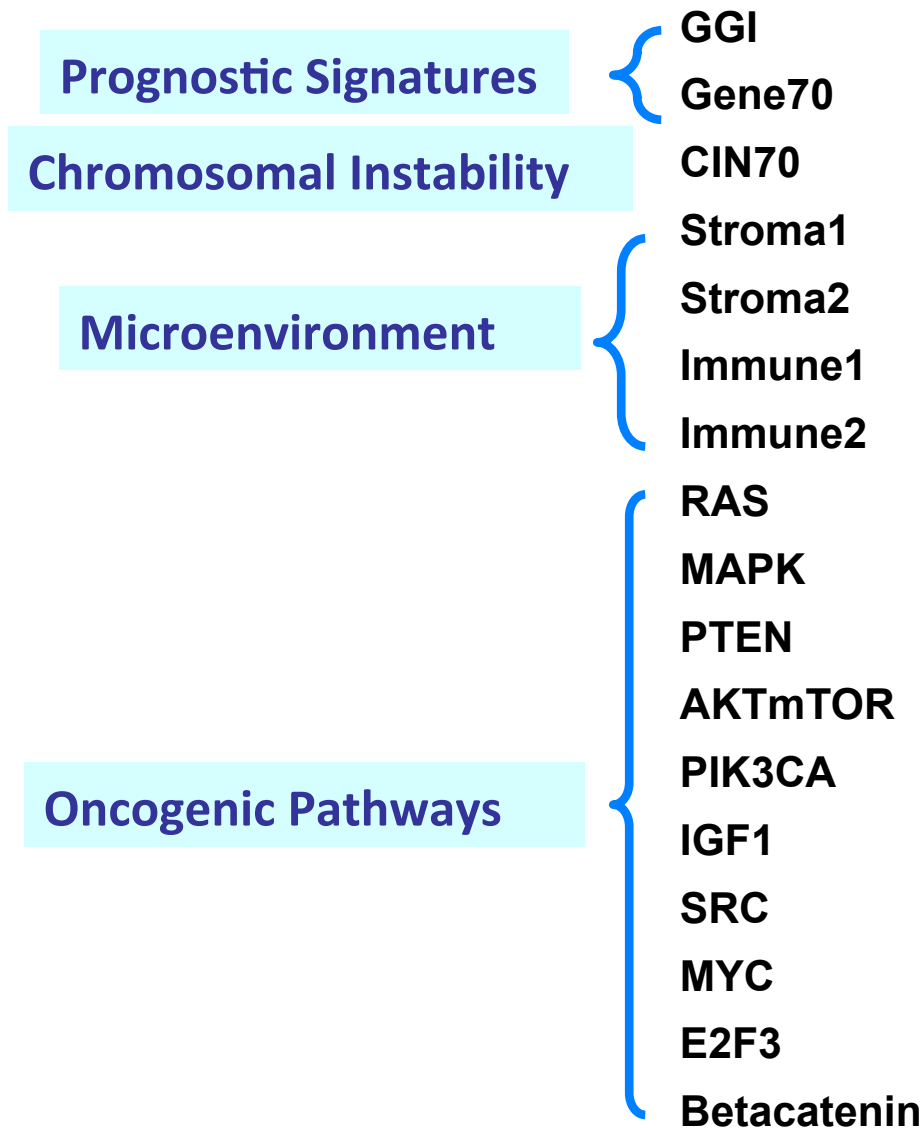 Prognostic Signatures
GGI
Gene70
Chromosomal Instability
CIN70
Microenvironment
Stroma1
Stroma2
Immune1
Immune2
Oncogenic Pathways
RAS
MAPK
PTEN
AKTmTOR
PIK3CA
IGF1
SRC
MYC
E2F3
Betacatenin